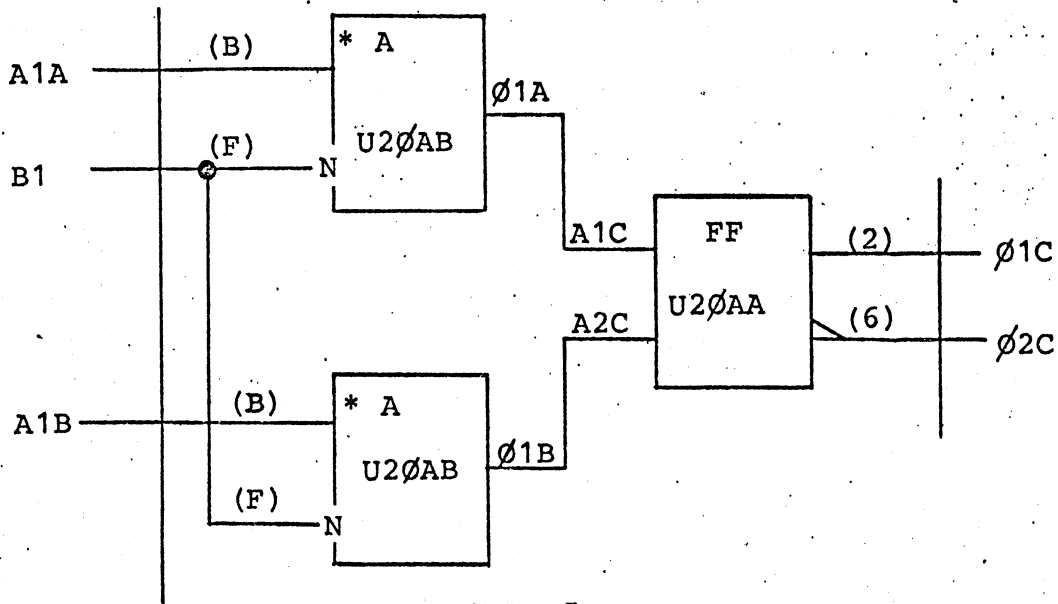 * A
(B)
A1A
Ø1A
U2ØAB
(F)
B1
N
A1C
FF
(2)
Ø1C
U2ØAA
A2C
(6)
Ø2C
(B)
* A
A1B
Ø1B
U2ØAB
(F)
N